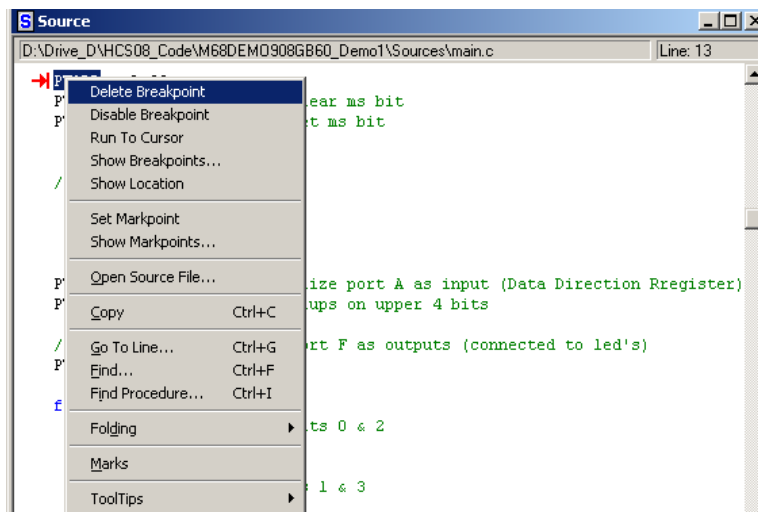 S Source
D:\Drive_D\HCS08_Code\M68DEMO908GB60_Demo1\Sources\main.c Line: 13
Delete Breakpoint
ear ms bit
Disable Breakpoint
t ms bit
Run To Cursor
Show Breakpoints...
/ Show Location
Set Markpoint
Show Markpoints...
Open Source File...
ize port A as input (Data Direction Rregister)
ups on upper 4 bits
Copy Ctrl+C
/ Go To Line... Ctrl+G
rt F as outputs (connected to led's)
Find... Ctrl+F
Find Procedure... Ctrl+I
f
Folding
ts 0 & 2
Marks
1 & 3
ToolTips